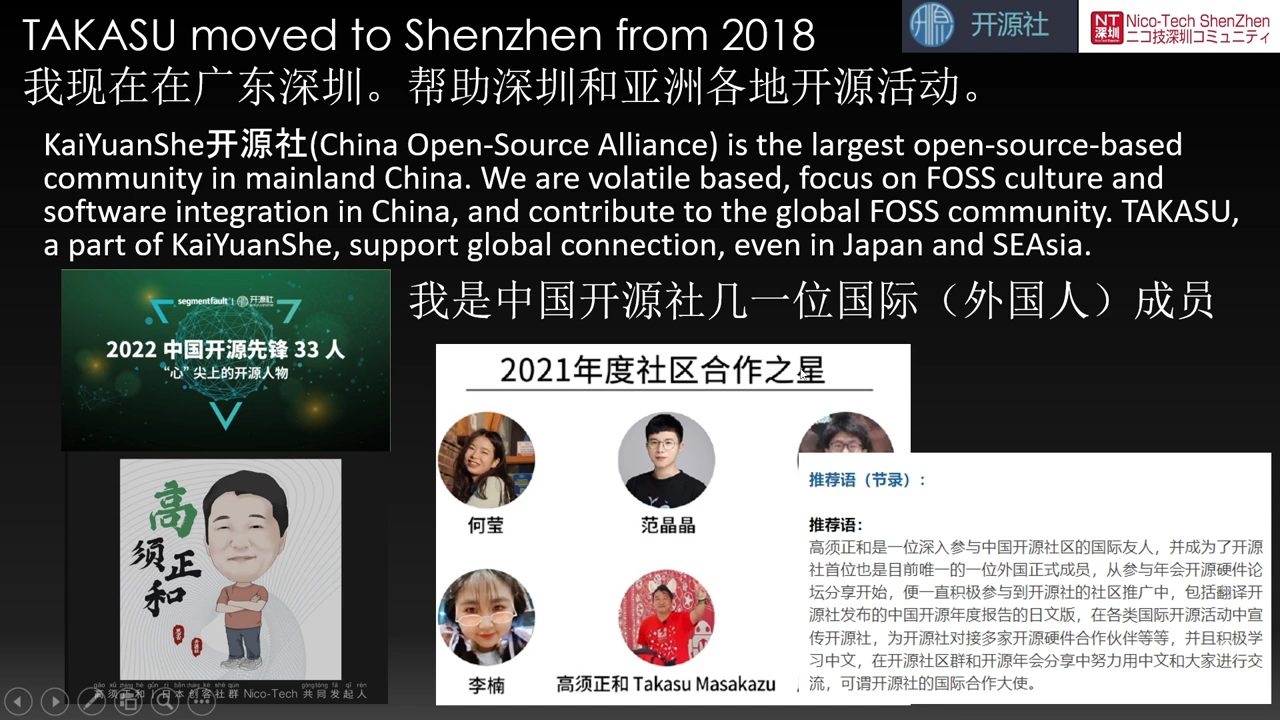 TAKASU moved to Shenzhen from 2018
开源社
NT
深圳
Nico-Tech ShenZhen
ニコ技深圳コミュニティ
我现在在广东深圳。帮助深圳和亚洲各地开源活动。
KaiYuanShe开源社(China Open-Source Alliance) is the largest open-source-based
community in mainland China. We are volatile based, focus on FOSS culture and
software integration in China, and contribute to the global FOSS community. TAKASU,
a part of KaiYuanShe, support global connection, even in Japan and SEAsia.
segmentfault | 开源社
2022 中国开源先锋 33 人
“心”尖上的开源人物
我是中国开源社几一位国际（外国人）成员
2021年度社区合作之星
何莹
范晶晶
李楠
高须正和 Takasu Masakazu
高
须
正
和
高须正和 / 日本创客社群 Nico-Tech 共同发起人
推荐语（节录）：
推荐语：
高须正和是一位深入参与中国开源社区的国际友人，并成为了开源
社首位也是目前唯一的一位外国正式成员，从参与年会开源硬件论
坛分享开始，便一直积极参与到开源社的社区推广中，包括翻译开
源社发布的中国开源年度报告的日文版，在各类国际开源活动中宣
传开源社，为开源社对接多家开源硬件合作伙伴等等，并且积极学
习中文，在开源社区群和开源年会分享中努力用中文和大家进行交
流，可谓开源社的国际合作大使。